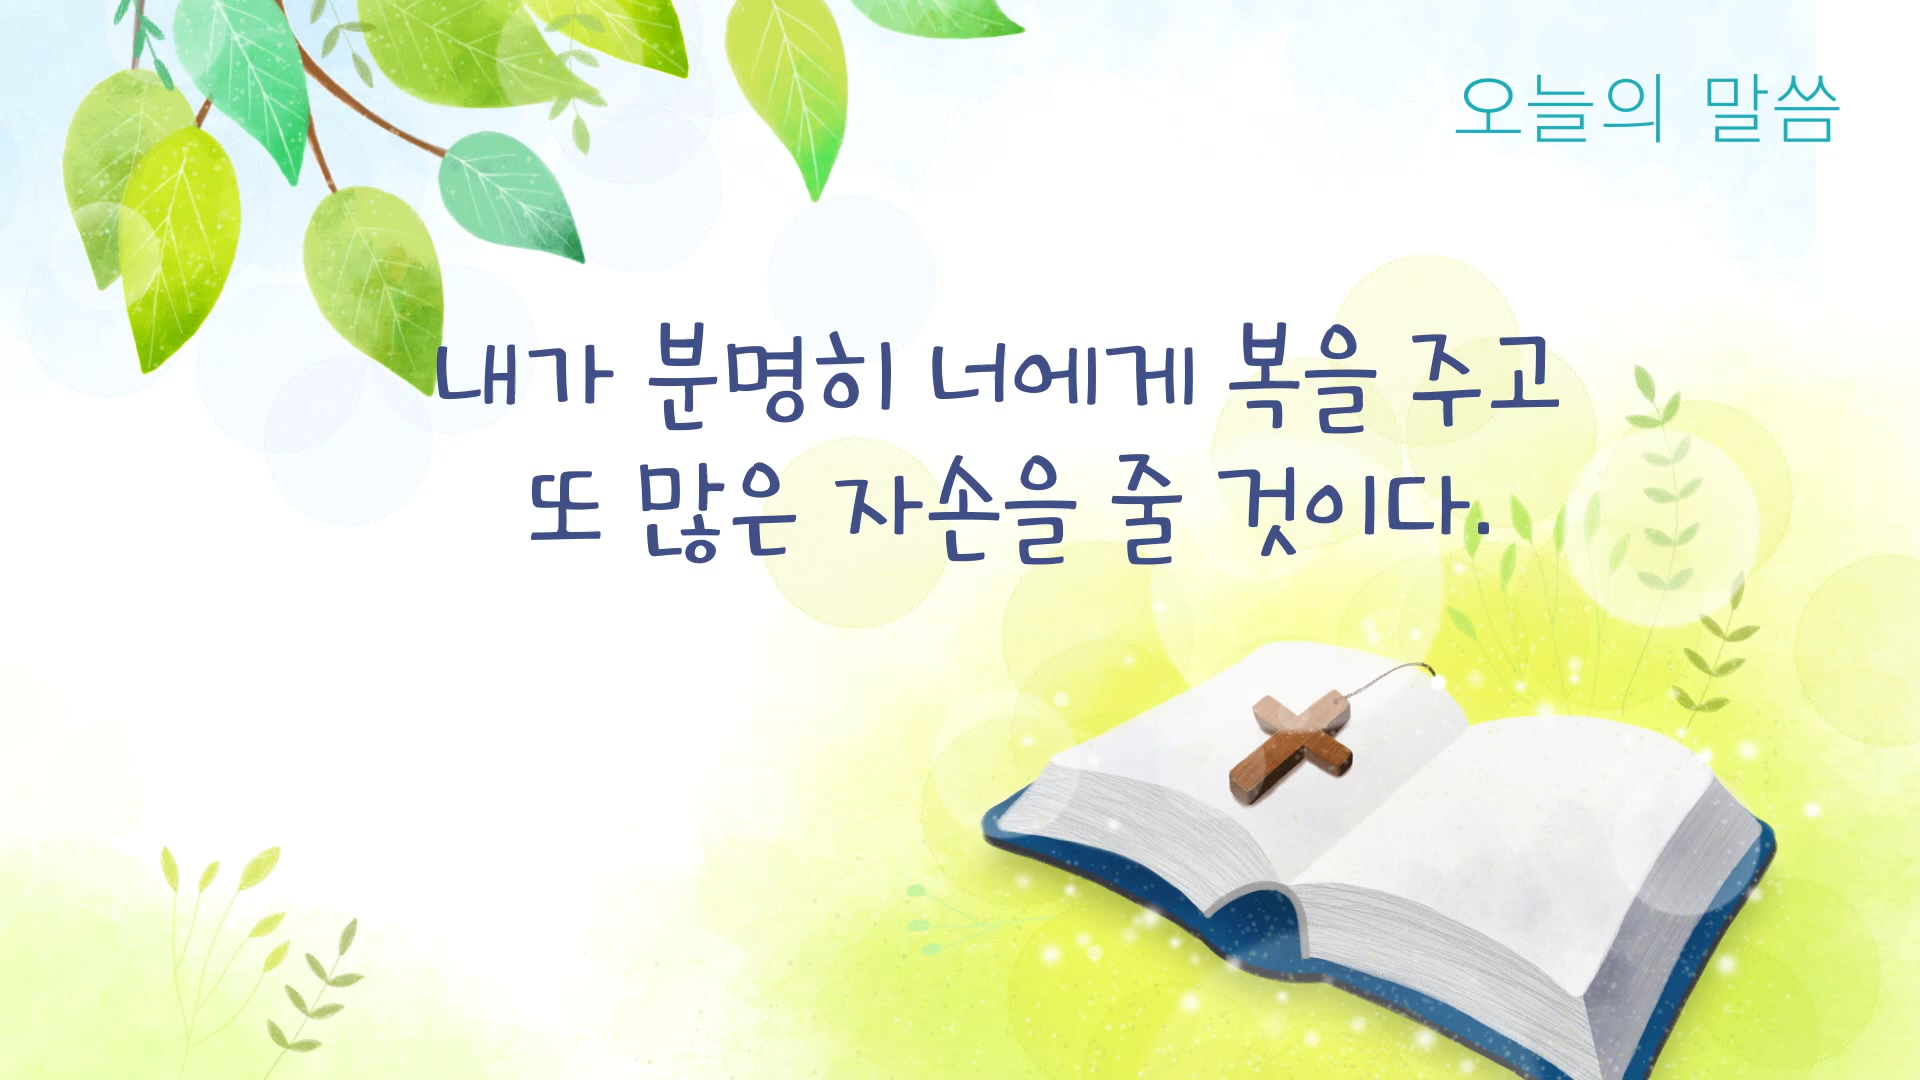 오늘의 말씀
내가 분명히 너에게 복을 주고
또 많은 자손을 줄 것이다.